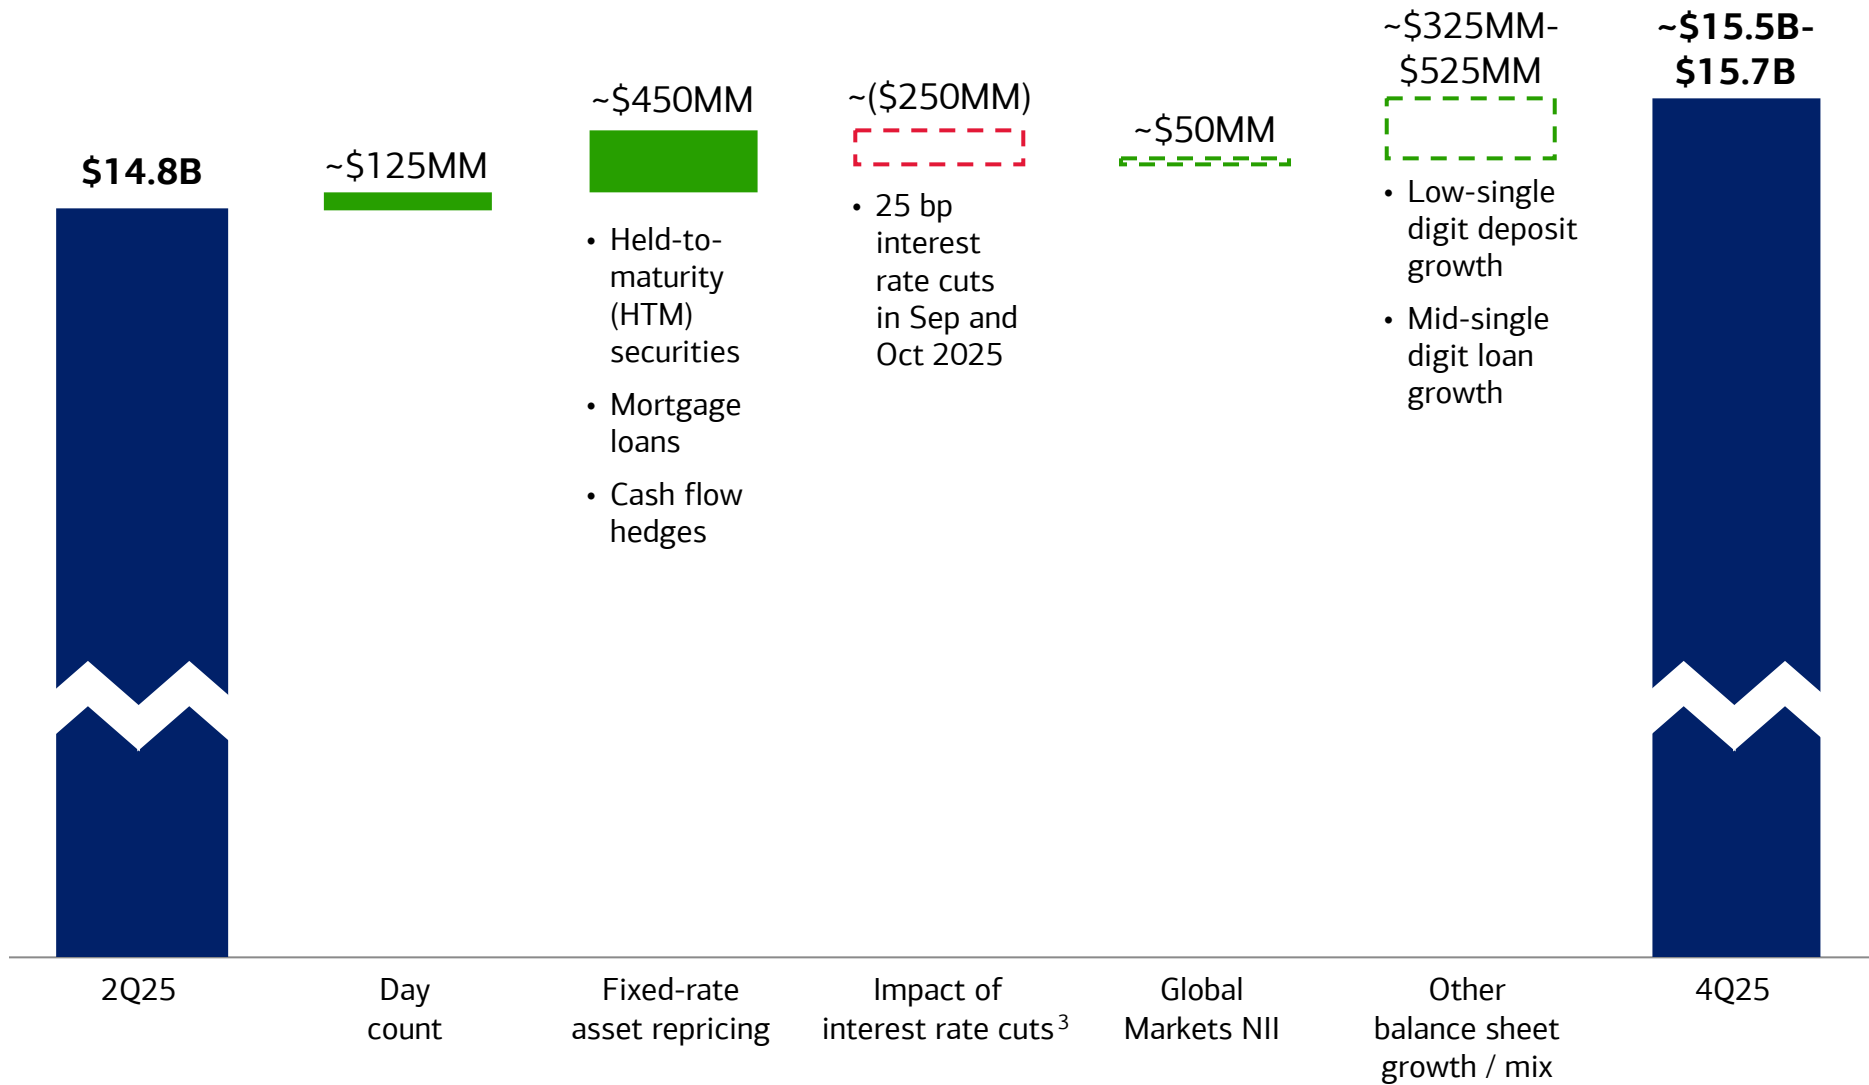 $14.8B
~$125MM
~$450MM
• Held-to-
maturity
(HTM)
securities
• Mortgage
loans
• Cash flow
hedges
~($250MM)
• 25 bp
interest
rate cuts
in Sep and
Oct 2025
~$50MM
~$325MM-
$525MM
• Low-single
digit deposit
growth
• Mid-single
digit loan
growth
~$15.5B-
$15.7B
2Q25
Day
count
Fixed-rate
asset repricing
Impact of
interest rate cuts³
Global
Markets NII
Other
balance sheet
growth / mix
4Q25